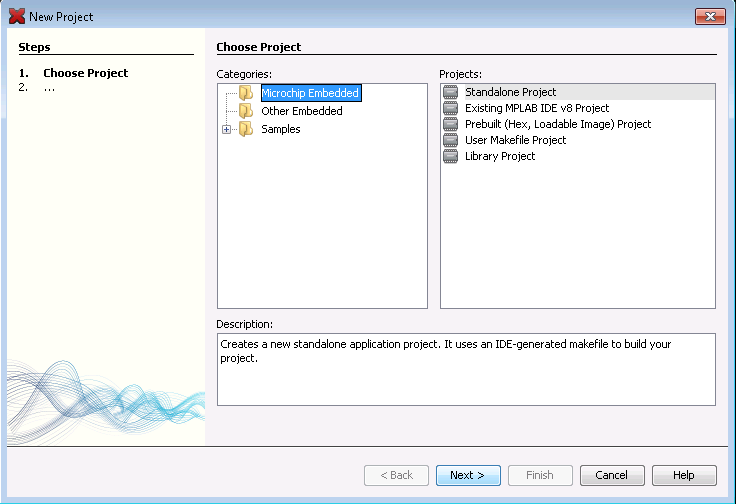 New Project
Steps
1. Choose Project
2. ...
Choose Project
Categories:
Microchip Embedded
Other Embedded
Samples
Projects:
Standalone Project
Existing MPLAB IDE v8 Project
Prebuilt (Hex, Loadable Image) Project
User Makefile Project
Library Project
Description:
Creates a new standalone application project. It uses an IDE-generated makefile to build your
project.
< Back
Next >
Finish
Cancel
Help